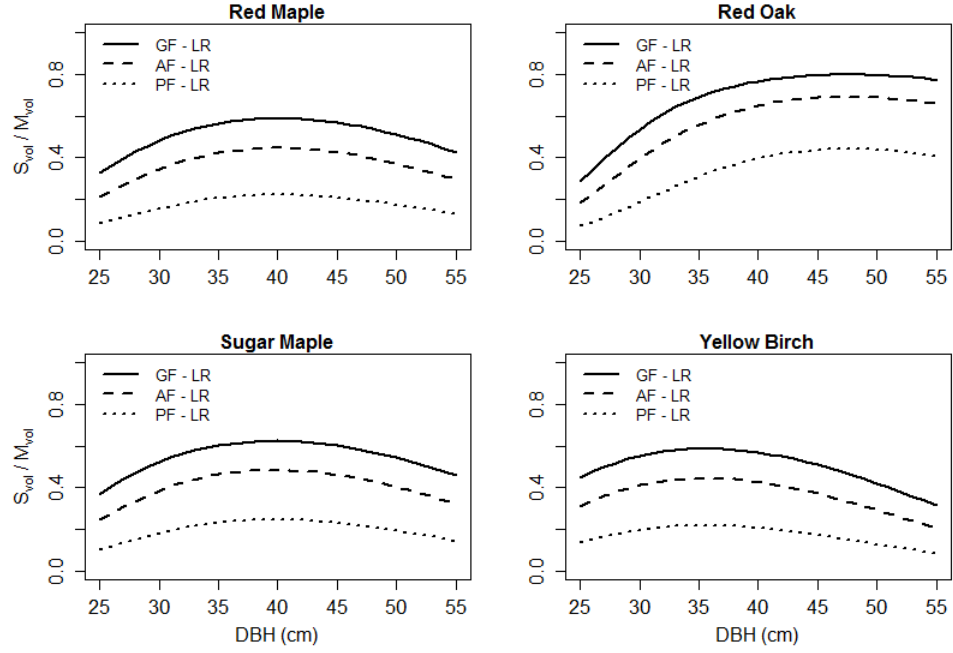 Red Maple
GF - LR
AF - LR
PF - LR
0.8
0.4
0.0
Svol / Mvol
25 30 35 40 45 50 55
Red Oak
GF - LR
AF - LR
PF - LR
0.8
0.4
0.0
25 30 35 40 45 50 55
Sugar Maple
GF - LR
AF - LR
PF - LR
0.8
0.4
0.0
Svol / Mvol
25 30 35 40 45 50 55
DBH (cm)
Yellow Birch
GF - LR
AF - LR
PF - LR
0.8
0.4
0.0
25 30 35 40 45 50 55
DBH (cm)